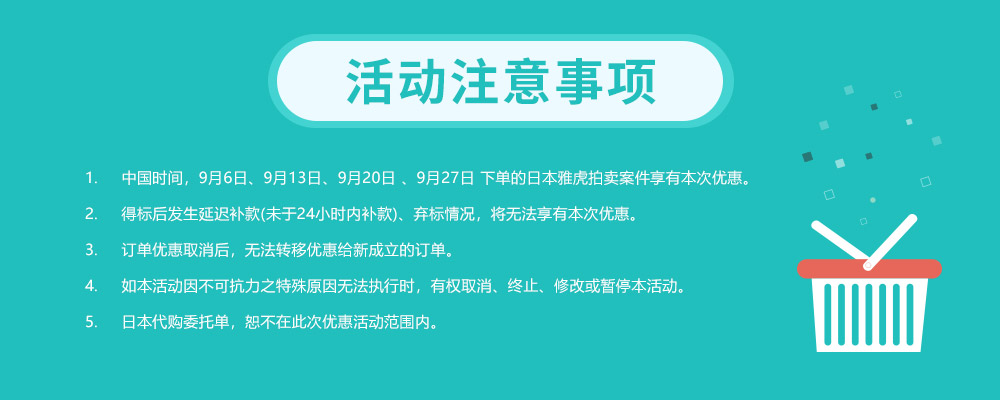 活动注意事项
1. 中国时间，9月6日、9月13日、9月20日 、9月27日 下单的日本雅虎拍卖案件享有本次优惠。
2. 得标后发生延迟补款(未于24小时内补款)、弃标情况，将无法享有本次优惠。
3. 订单优惠取消后，无法转移优惠给新成立的订单。
4. 如本活动因不可抗力之特殊原因无法执行时，有权取消、终止、修改或暂停本活动。
5. 日本代购委托单，恕不在此次优惠活动范围内。